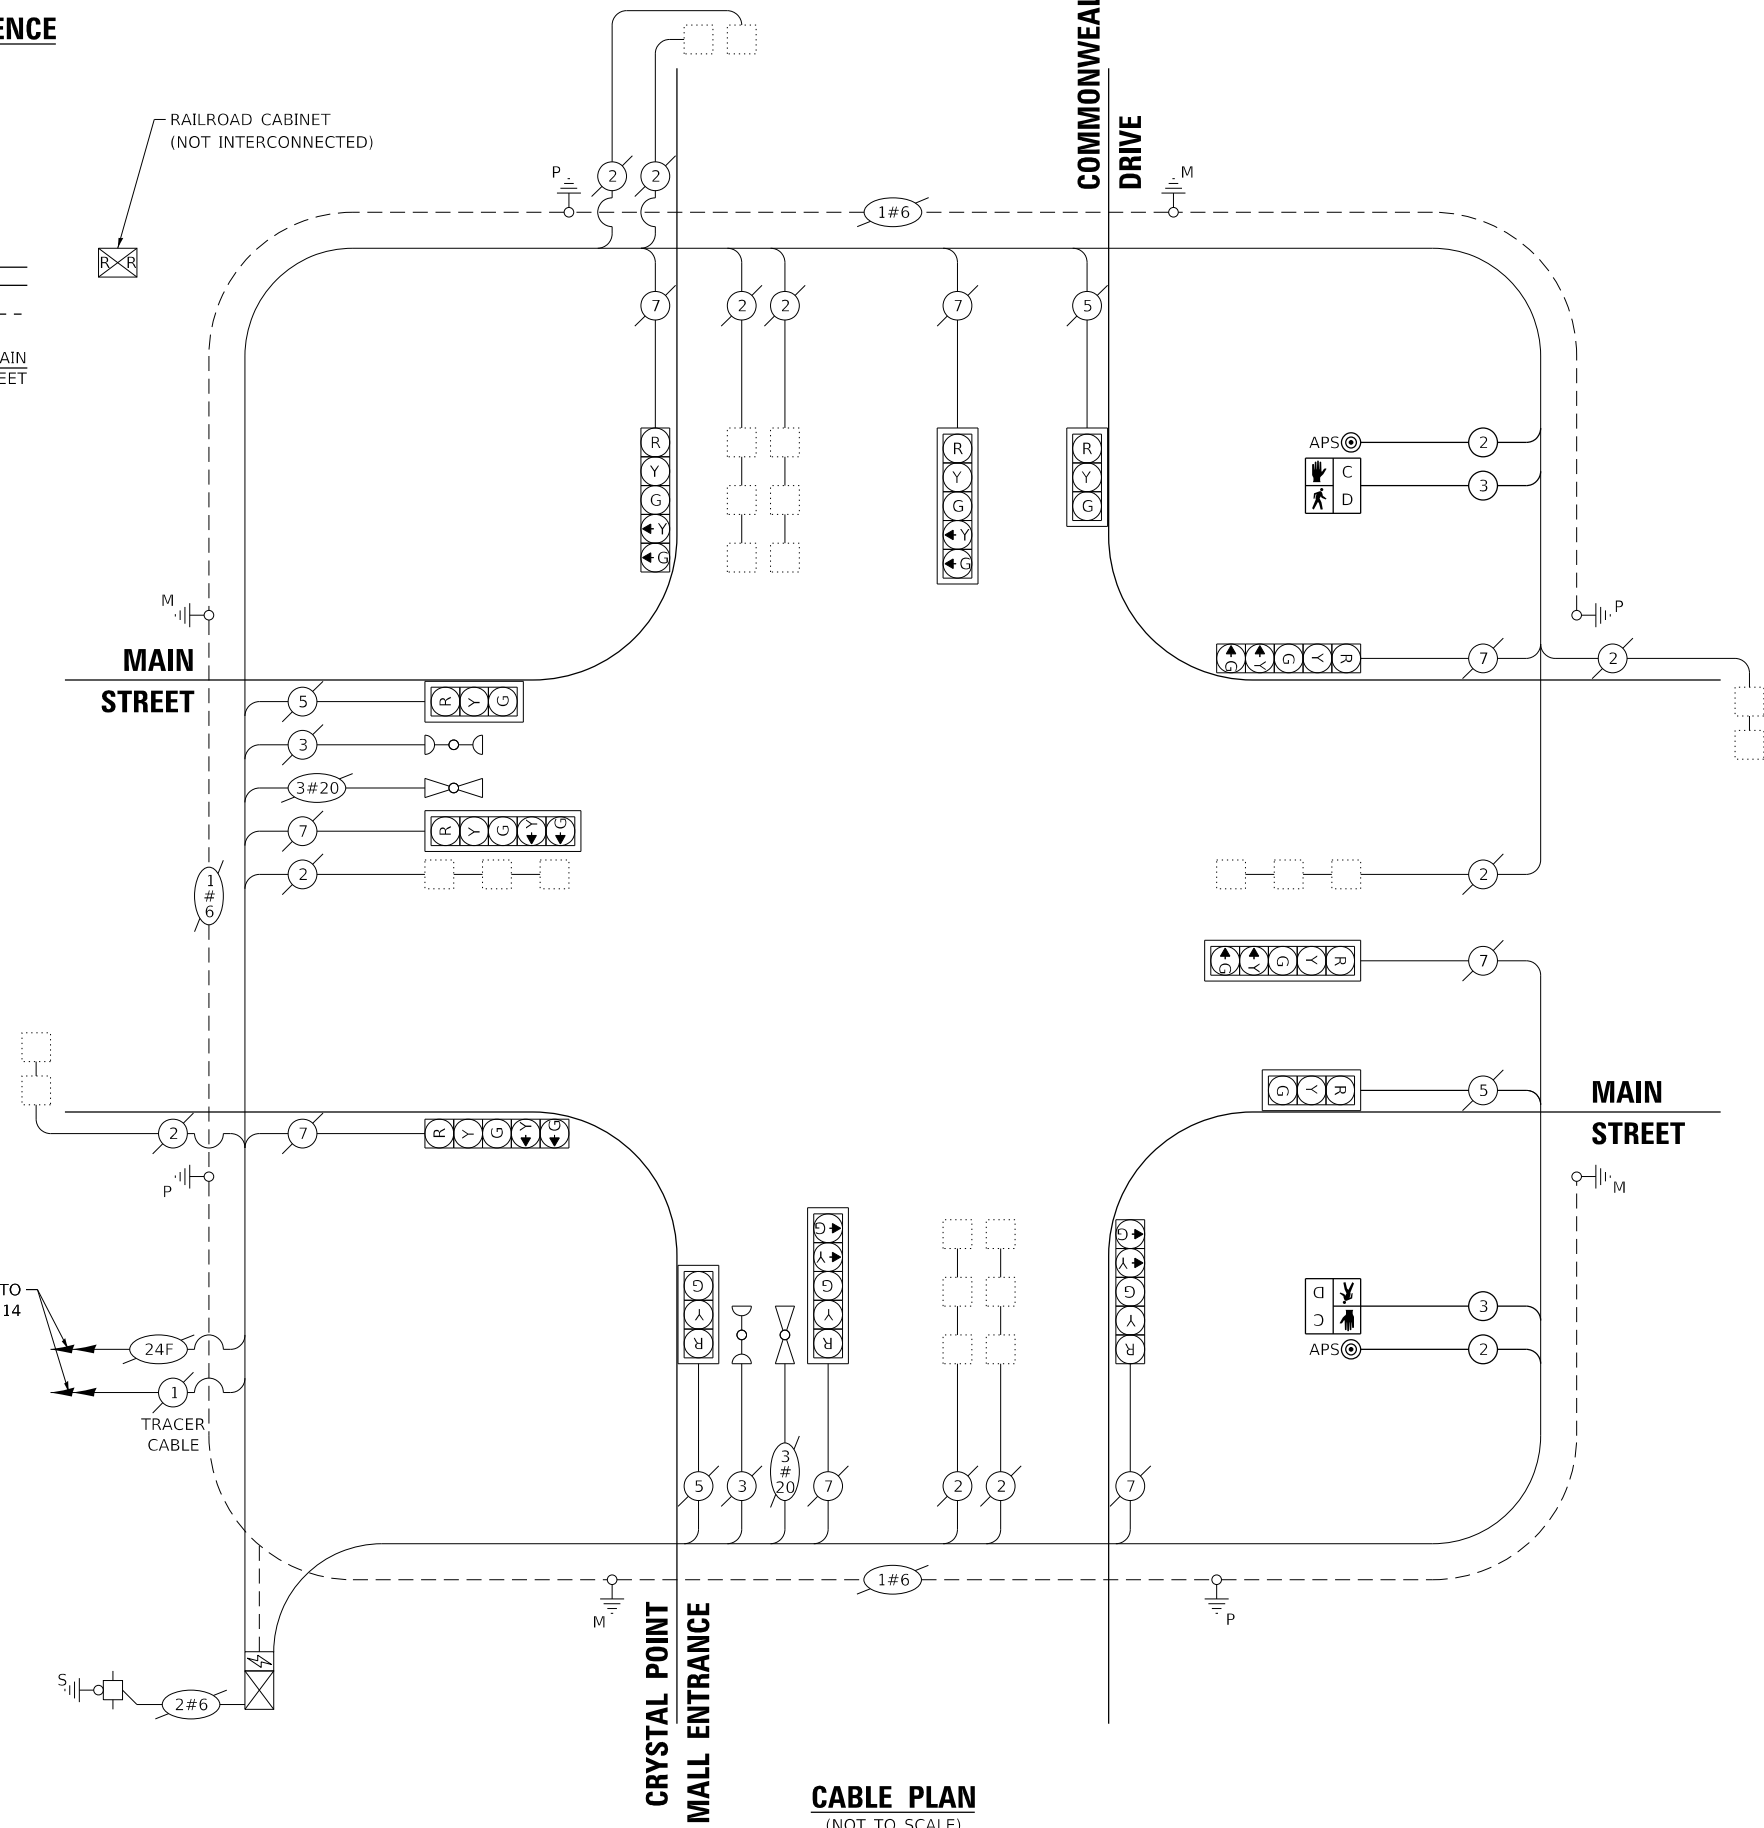 ENCE
COMMONWEAL
DRIVE
RAILROAD CABINET
(NOT INTERCONNECTED)
P
2
2
M
1#6
R R
7
2
2
7
5
AIN
EET
R
Y
G
Y
G
R
Y
G
Y
G
R
Y
G
APS
2
C
3
D
M
P
MAIN
STREET
G Y G Y R
7
2
5
R Y G
3
3#20
7
R Y G Y G
1
#
6
2
2
G Y G Y R
7
G Y R
5
MAIN
STREET
2
7
R Y G Y G
P
M
G
Y
G
Y
R
G
Y
G
Y
R
G
Y
R
D
C
3
APS
2
TO
14
24F
1
TRACER
CABLE
5
3
3
#
20
7
2
2
7
1#6
M
P
S
2#6
CRYSTAL POINT
MALL ENTRANCE
CABLE PLAN
(NOT TO SCALE)